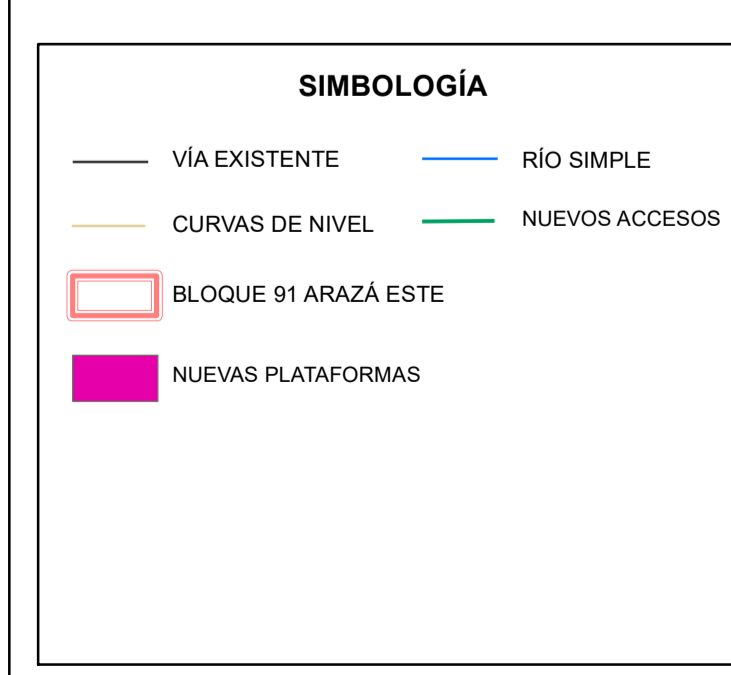 SIMBOLOGÍA
VÍA EXISTENTE
RÍO SIMPLE
CURVAS DE NIVEL
NUEVOS ACCESOS
BLOQUE 91 ARAZÁ ESTE
NUEVAS PLATAFORMAS